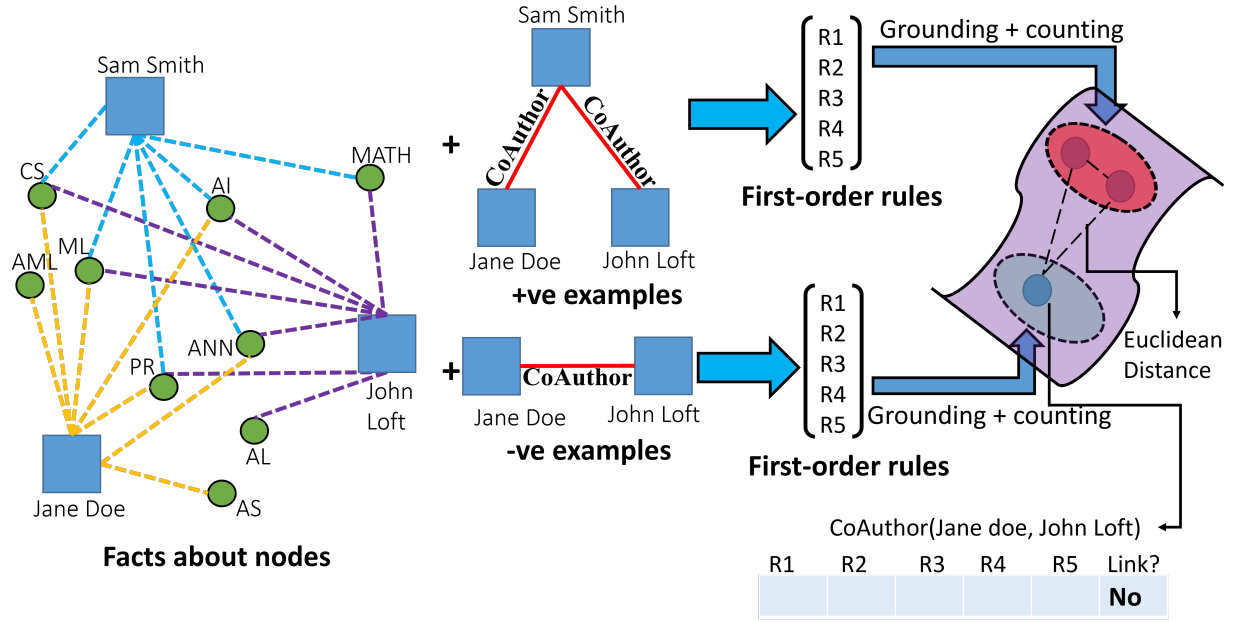 Sam Smith
CS
AI
MATH
ML
AML
ANN
PR
John
Loft
AL
Jane Doe
AS
Facts about nodes
+
Sam Smith
CoAuthor
CoAuthor
Jane Doe
John Loft
+ve examples
+
CoAuthor
Jane Doe
John Loft
-ve examples
R1
R2
R3
R4
R5
First-order rules
Grounding + counting
R1
R2
R3
R4
R5
First-order rules
Grounding + counting
Euclidean
Distance
CoAuthor(Jane doe, John Loft)
R1 R2 R3 R4 R5 Link?
No